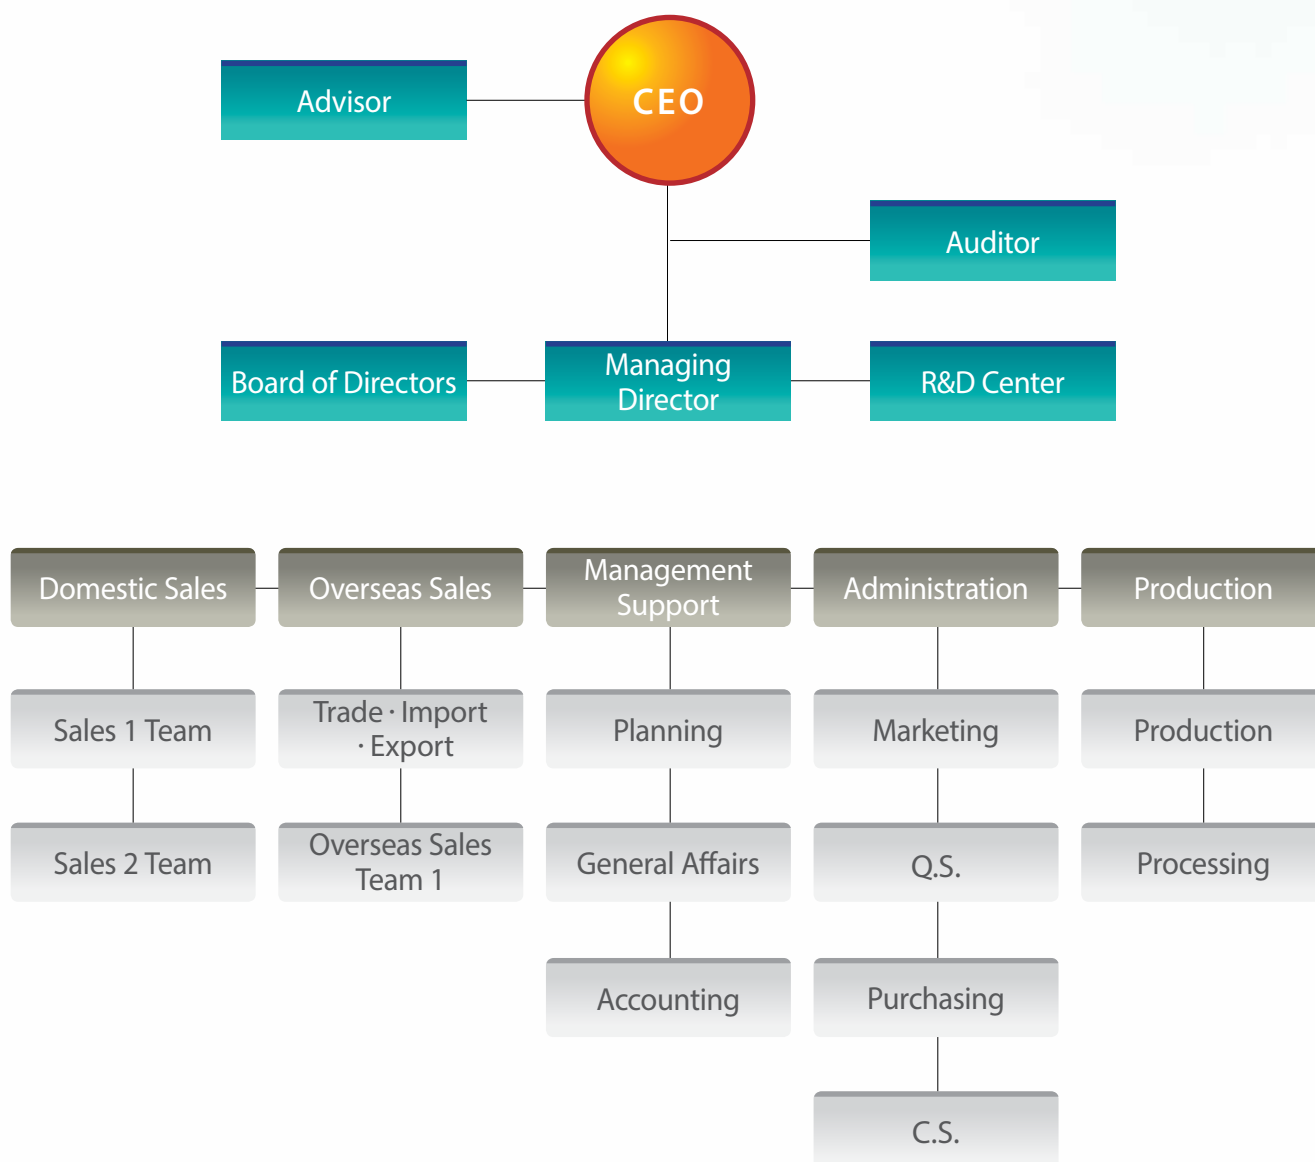 CEO
Advisor
Auditor
Board of Directors
Managing
Director
R&D Center
Domestic Sales
Overseas Sales
Management
Support
Administration
Production
Sales 1 Team
Trade · Import
· Export
Planning
Marketing
Production
Sales 2 Team
Overseas Sales
Team 1
General Affairs
Q.S.
Processing
Accounting
Purchasing
C.S.